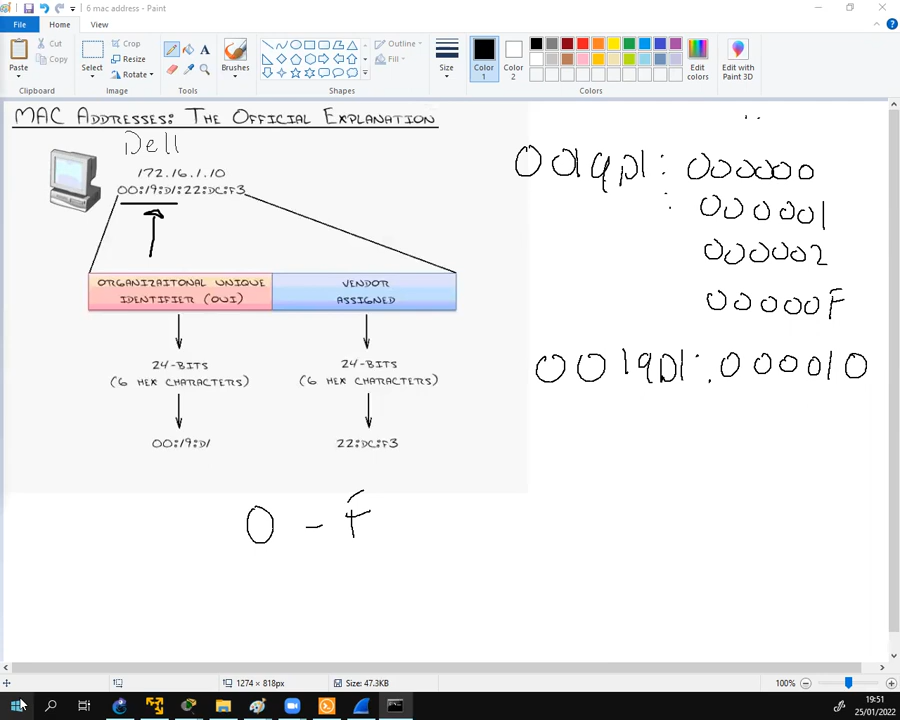 6 mac address - Paint
File Home View
Cut
Copy
Paste
Clipboard
Crop
Resize
Rotate
Select
Image
Tools
Brushes
Outline
Fill
Shapes
Size
Color 1
Color 2
Colors
Edit colors
Edit with Paint 3D
MAC ADDRESSES: THE OFFICIAL EXPLANATION
Dell
172.16.1.10
00:19:D1:22:DC:F3
ORGANIZAITONAL UNIQUE
IDENTIFIER (OUI)
VENDOR
ASSIGNED
24-BITS
(6 HEX CHARACTERS)
24-BITS
(6 HEX CHARACTERS)
00:19:D1
22:DC:F3
0019D1: 000000
: 000001
000002
00000F
0019D1: 000010
0 - F
1274 × 818px
Size: 47.3KB
100%
19:51
25/01/2022